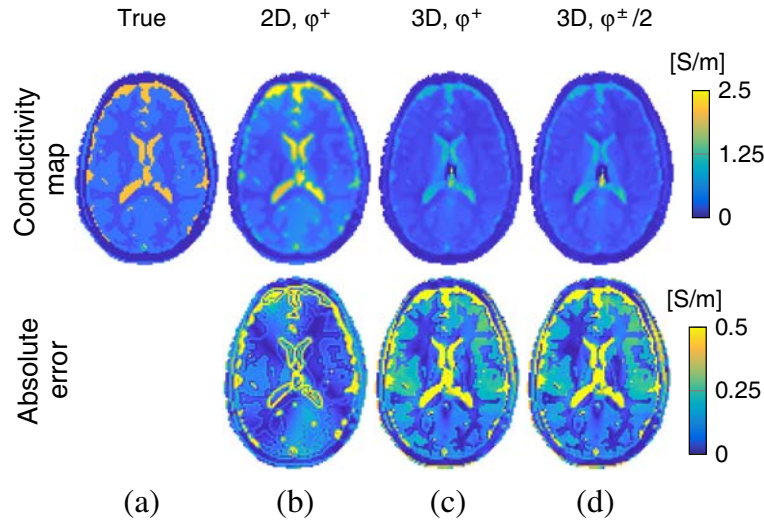 True 2D, φ⁺ 3D, φ⁺ 3D, φ±/2
[S/m]
Conductivity
map
2.5
1.25
0
[S/m]
Absolute
error
0.5
0.25
0
(a) (b) (c) (d)